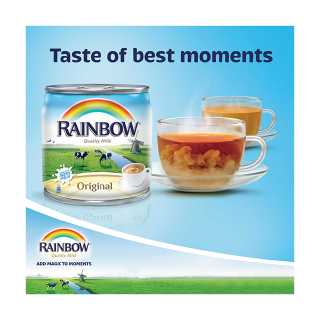 Taste of best moments
RAINBOW
Quality Milk
Original
RAINBOW
Quality Milk
ADD MAGIC TO MOMENTS